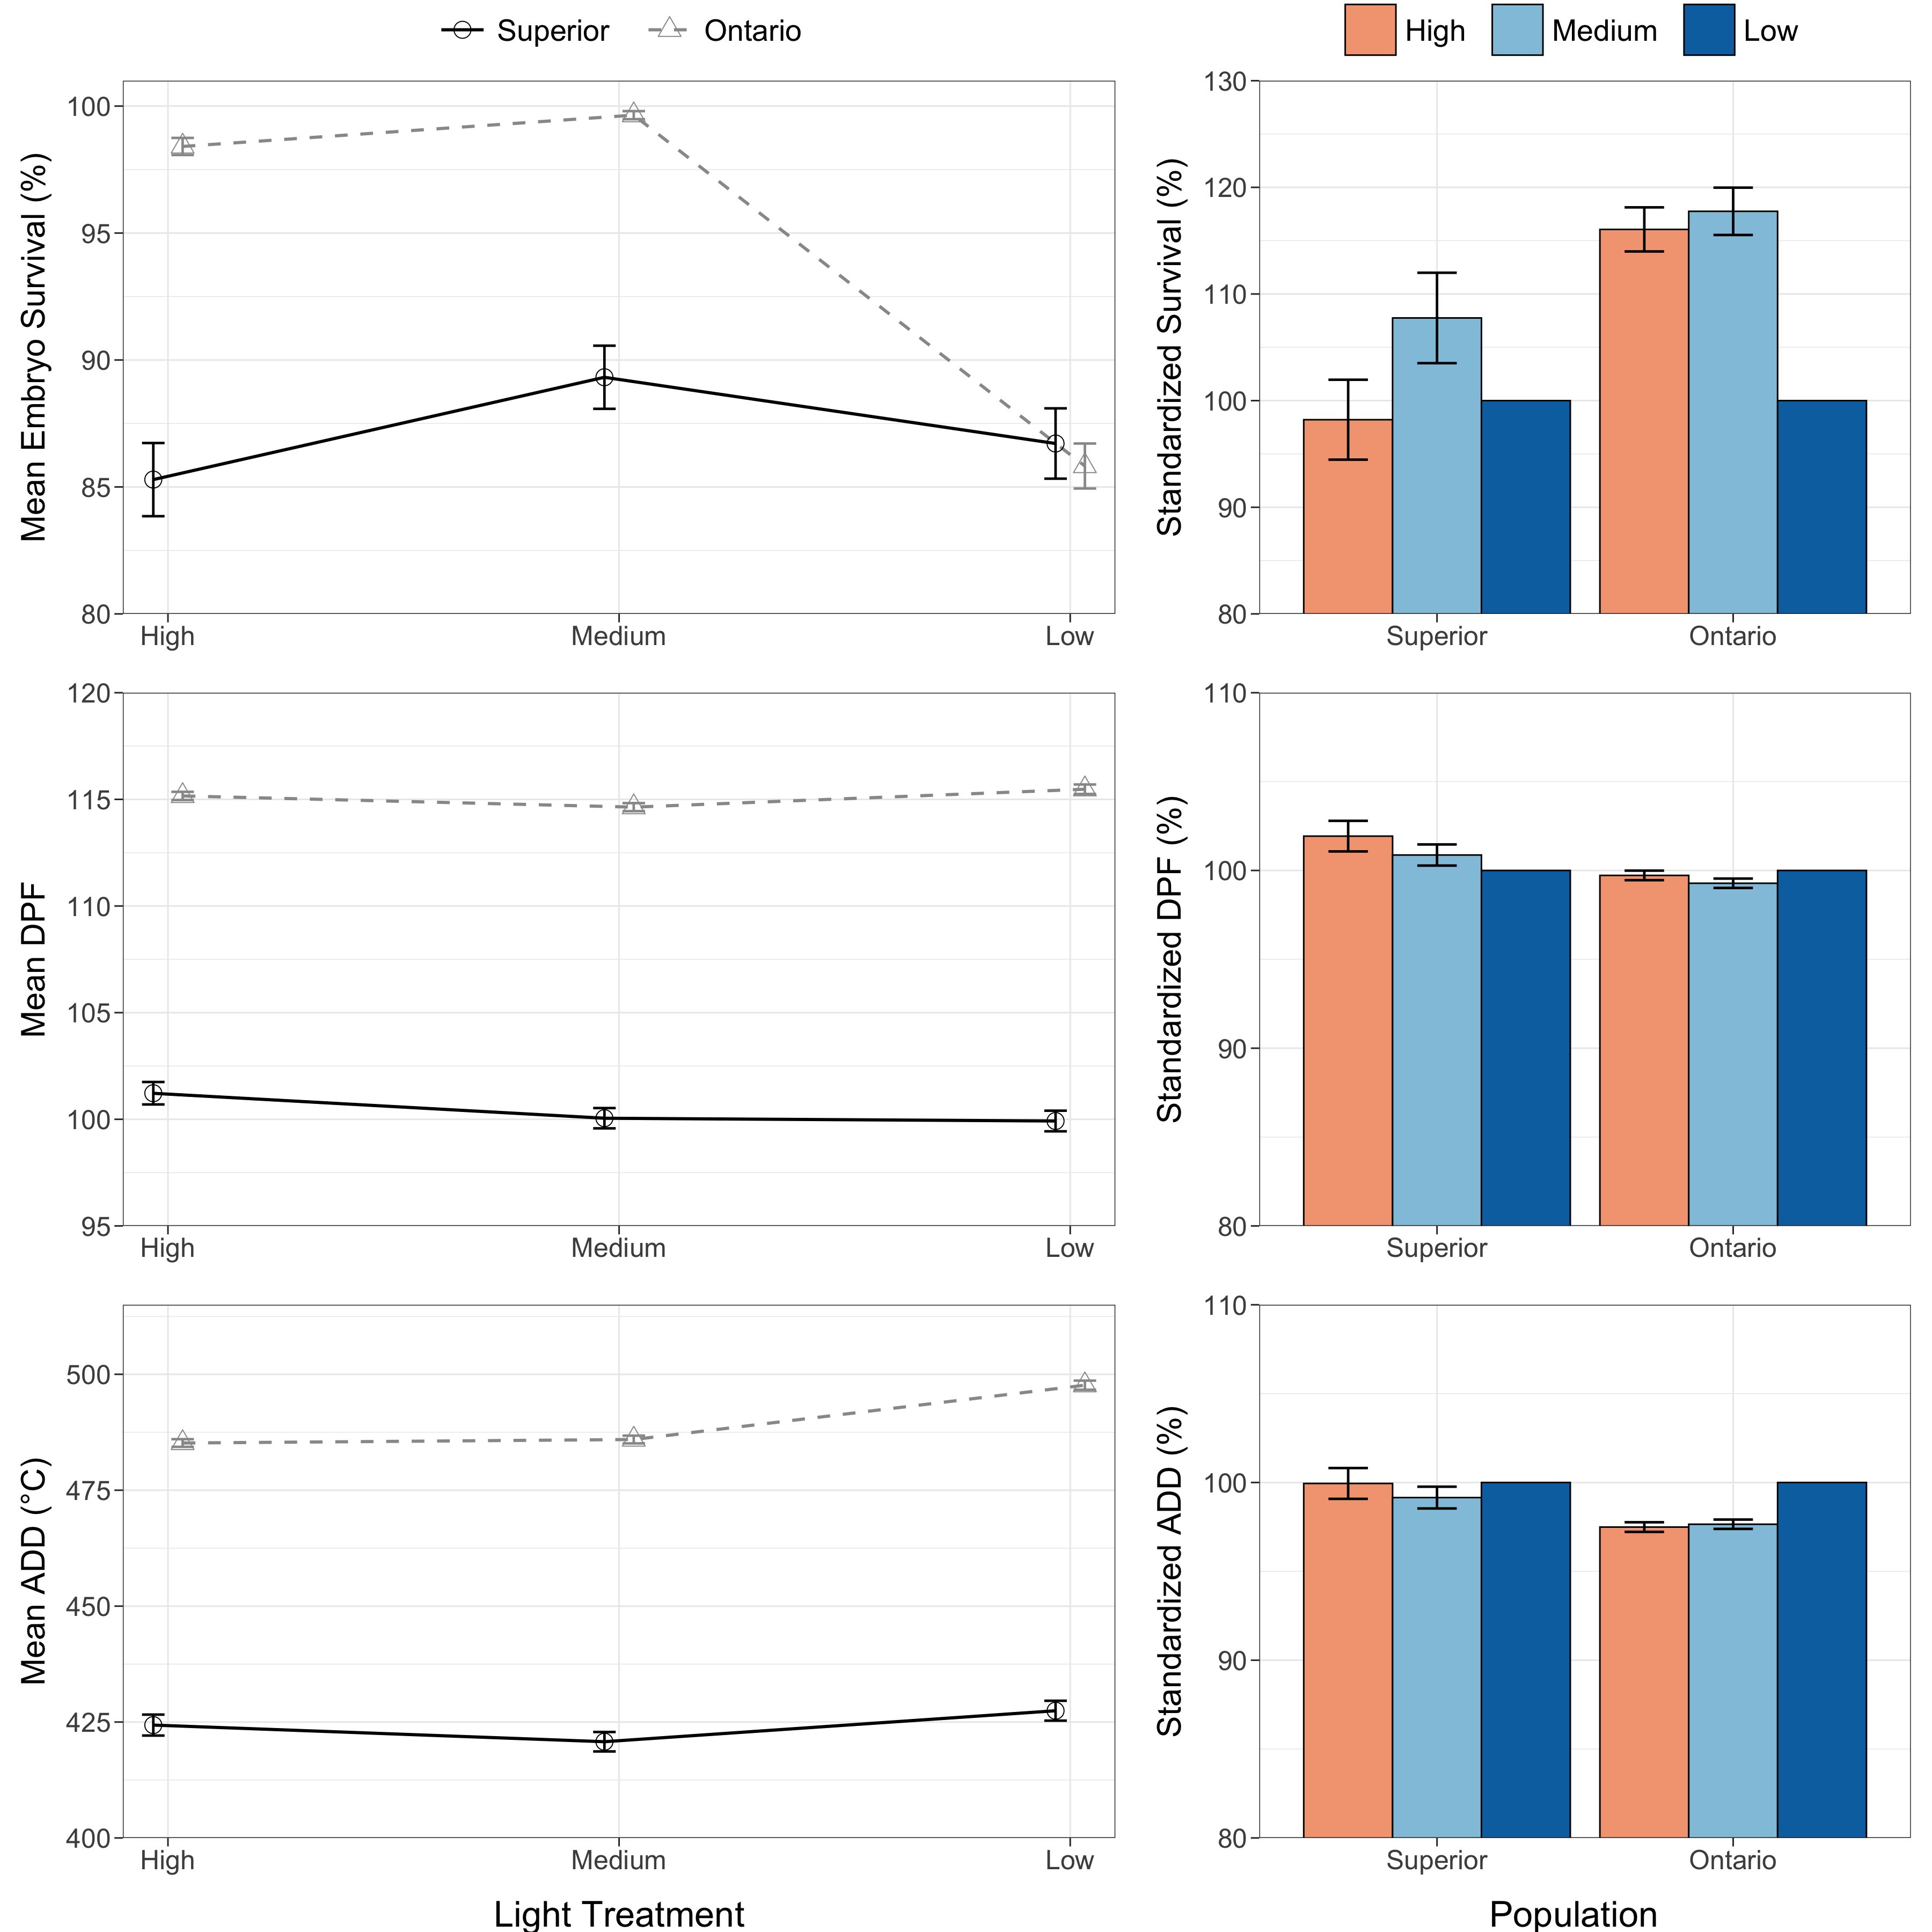 Superior Ontario
High Medium Low
Mean Embryo Survival (%)
100
95
90
85
80
High Medium Low
Standardized Survival (%)
130
120
110
100
90
80
Superior Ontario
Mean DPF
120
115
110
105
100
95
High Medium Low
Standardized DPF (%)
110
100
90
80
Superior Ontario
Mean ADD (°C)
500
475
450
425
400
High Medium Low
Light Treatment
Standardized ADD (%)
110
100
90
80
Superior Ontario
Population